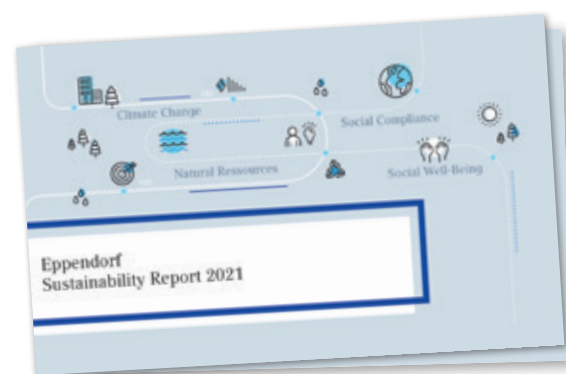 Climate Change
Social Compliance
Natural Ressources
Social Well-Being
Eppendorf
Sustainability Report 2021